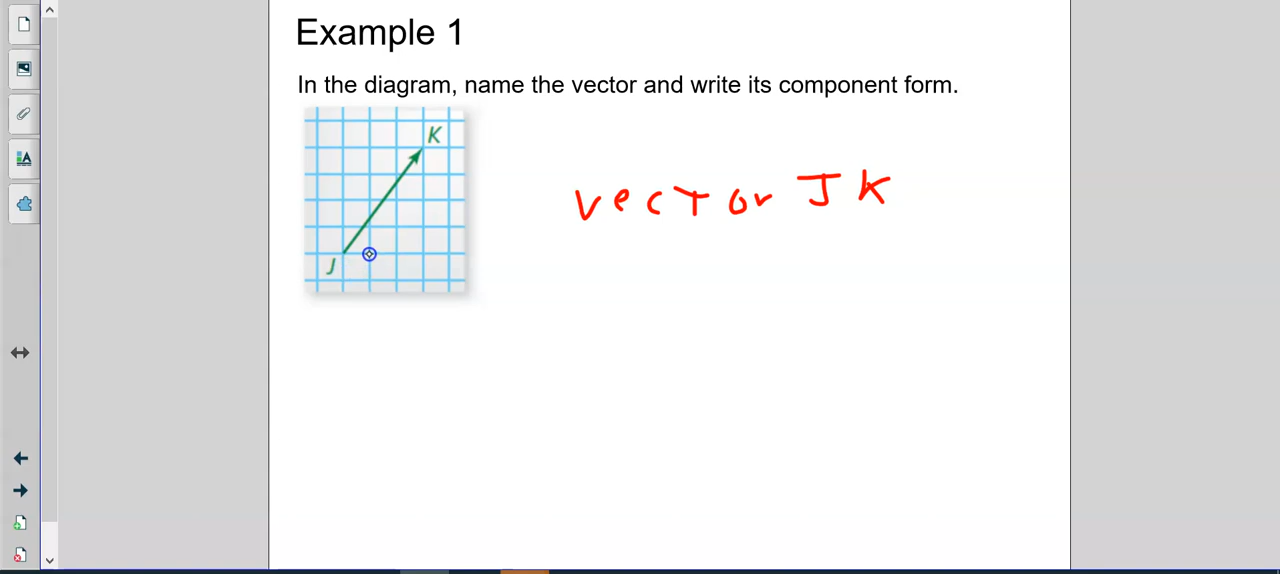 Example 1
In the diagram, name the vector and write its component form.
K
vector JK
J